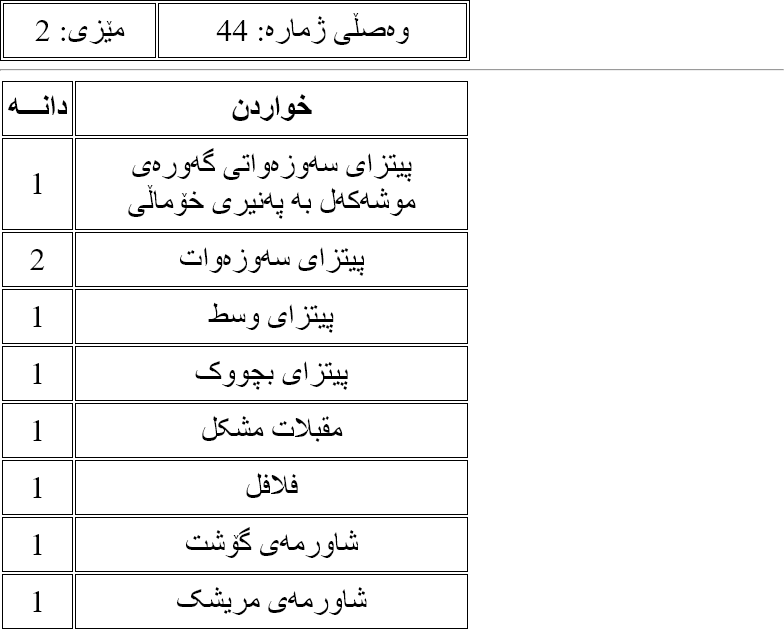 وەصڵی ژمارە: 44 مێزی: 2
خواردن دانـــە
پیتزای سەوزەواتی گەورەی
موشەکەل بە پەنیری خۆماڵی 1
پیتزای سەوزەوات 2
پیتزای وسط 1
پیتزای بچووک 1
مقبلات مشکل 1
فلافل 1
شاورمەی گۆشت 1
شاورمەی مریشک 1